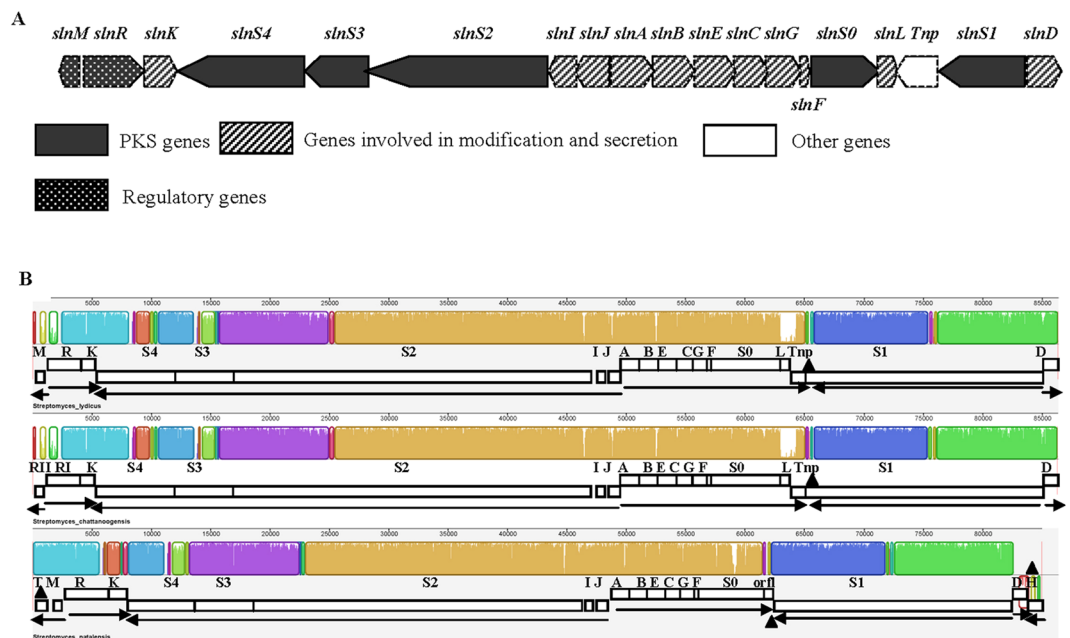 A
slnM slnR slnK slnS4 slnS3 slnS2 slnI slnJ slnA slnB slnE slnC slnG slnS0 slnL Tnp slnS1 slnD
slnF
PKS genes Genes involved in modification and secretion Other genes
Regulatory genes
B
5000 10000 15000 20000 25000 30000 35000 40000 45000 50000 55000 60000 65000 70000 75000 80000 85000
M R K S4 S3 S2 I J A B E C G F S0 L Tnp S1 D
Streptomyces_lydicus
5000 10000 15000 20000 25000 30000 35000 40000 45000 50000 55000 60000 65000 70000 75000 80000 85000
RII RI K S4 S3 S2 I J A B E C G F S0 L Tnp S1 D
Streptomyces_chattanoogensis
5000 10000 15000 20000 25000 30000 35000 40000 45000 50000 55000 60000 65000 70000 75000 80000
T M R K S4 S3 S2 I J A B E C G F S0 orf1 S1 D H
Streptomyces_natalensis